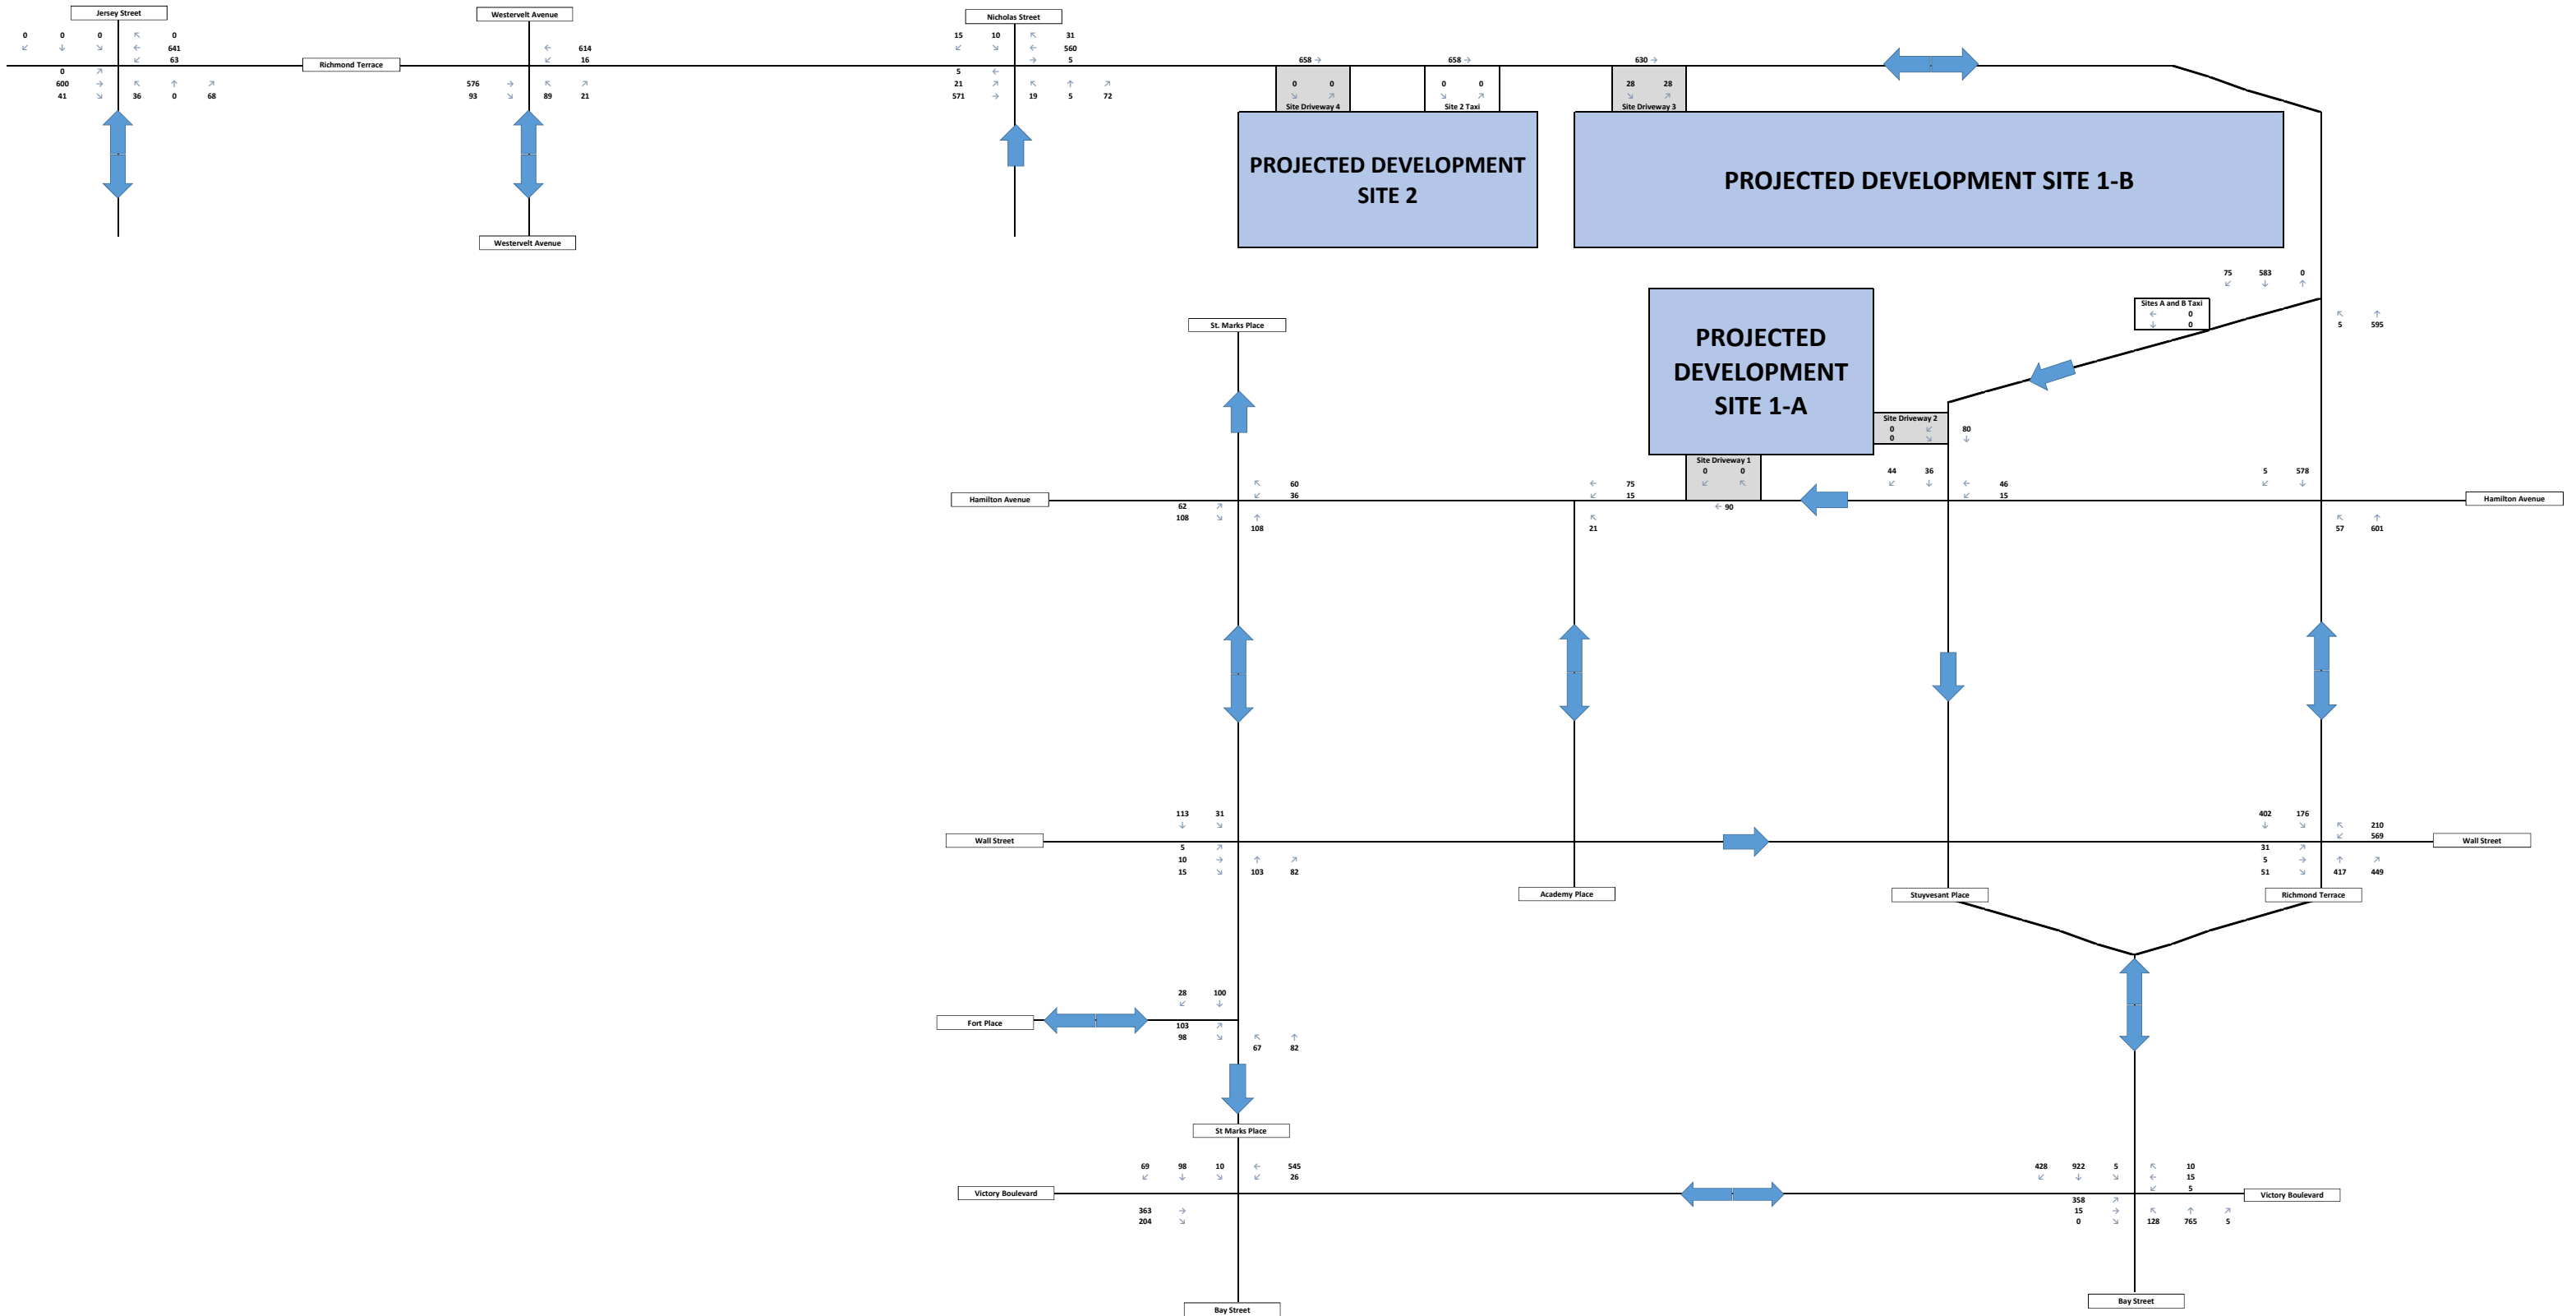 Jersey Street
Westervelt Avenue
Nicholas Street
0 0 0 ↖ 0
↙ ↓ ↘ ← 641
↙ 63
Richmond Terrace
0 ↗
600 → ↖ ↑ ↗
41 ↘ 36 0 68
← 614
↙ 16
576 → ↖ ↗
93 ↘ 89 21
Westervelt Avenue
15 10 ↖ 31
↙ ↘ ← 560
→ 5
5 ←
21 ↗ ↖ ↑ ↗
571 → 19 5 72
658 →
658 →
630 →
0 0
↘ ↗
Site Driveway 4
0 0
↘ ↗
Site 2 Taxi
28 28
↘ ↗
Site Driveway 3
PROJECTED DEVELOPMENT
SITE 2
PROJECTED DEVELOPMENT SITE 1-B
75 583 0
↙ ↓ ↑
Sites A and B Taxi
← 0
↓ 0
↖ ↑
5 595
St. Marks Place
PROJECTED
DEVELOPMENT
SITE 1-A
Site Driveway 2
0 ↙ 80
0 ↘ ↓
Site Driveway 1
0 0
↙ ↖
← 90
Hamilton Avenue
↖ 60
↙ 36
62 ↗
108 ↘ ↑
108
← 75
↙ 15
↖
21
44 36
↙ ↓ ← 46
↙ 15
5 578
↙ ↓
↖ ↑
57 601
Hamilton Avenue
113 31
↓ ↘
Wall Street
5 ↗
10 → ↑ ↗
15 ↘ 103 82
402 176
↓ ↘ ↖ 210
↙ 569
31 ↗
5 → ↑ ↗
51 ↘ 417 449
Wall Street
Academy Place
Stuyvesant Place
Richmond Terrace
28 100
↙ ↓
Fort Place
103 ↗
98 ↘ ↖ ↑
67 82
St Marks Place
69 98 10 ← 545
↙ ↓ ↘ ↙ 26
Victory Boulevard
363 →
204 ↘
428 922 5 ↖ 10
↙ ↓ ↘ ← 15
↙ 5
358 ↗
15 → ↖ ↑ ↗
0 ↘ 128 765 5
Victory Boulevard
Bay Street
Bay Street